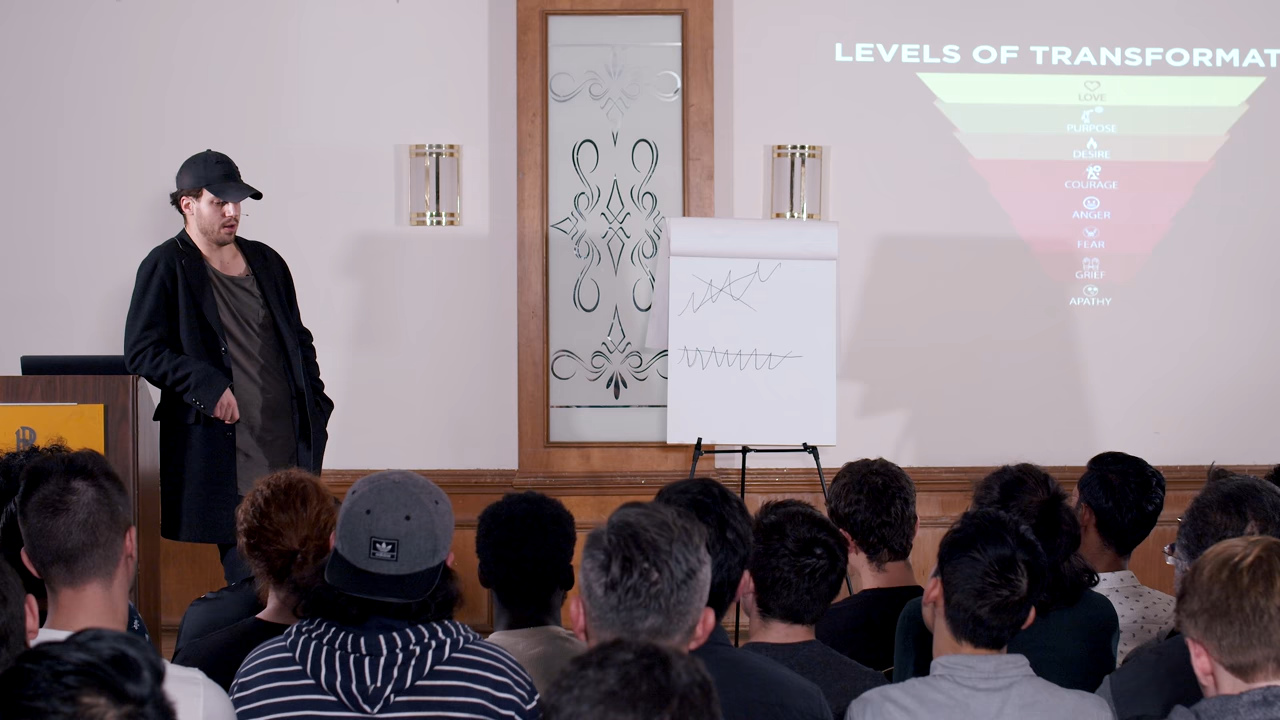 LEVELS OF TRANSFORMAT
LOVE
PURPOSE
DESIRE
COURAGE
ANGER
FEAR
GRIEF
APATHY